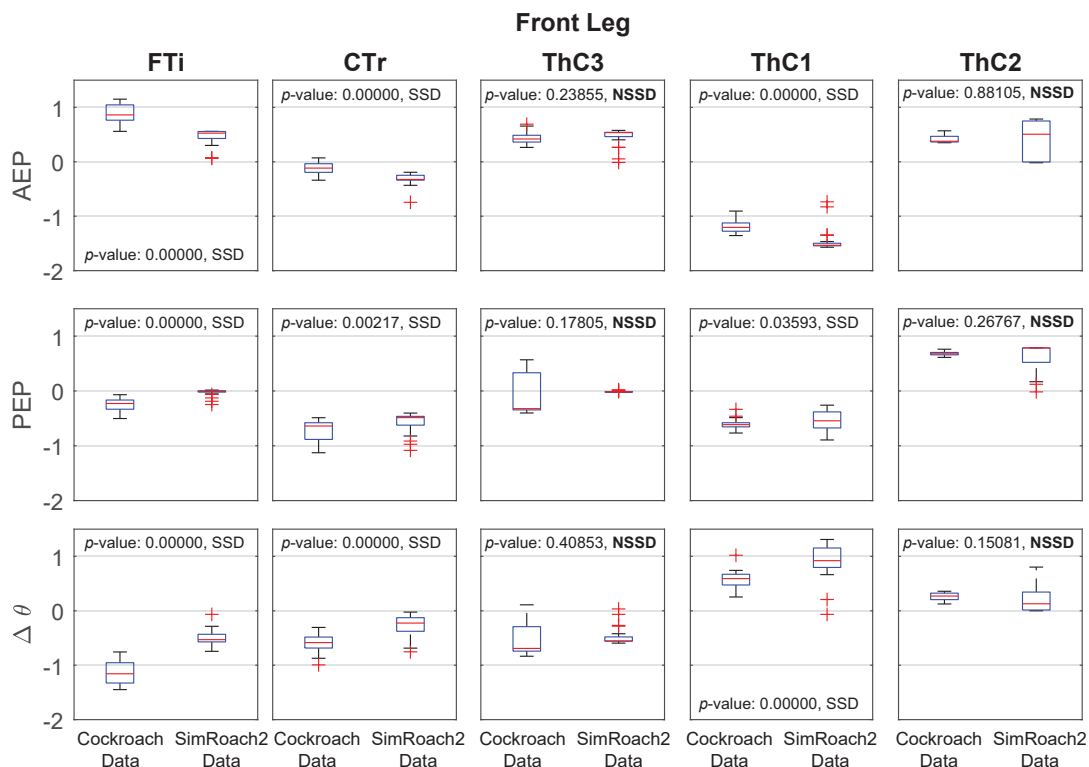 Front Leg
FTi CTr ThC3 ThC1 ThC2
AEP
1
0
-1
-2
p-value: 0.00000, SSD
p-value: 0.00000, SSD
p-value: 0.23855, NSSD
p-value: 0.00000, SSD
p-value: 0.88105, NSSD
PEP
1
0
-1
-2
p-value: 0.00000, SSD
p-value: 0.00217, SSD
p-value: 0.17805, NSSD
p-value: 0.03593, SSD
p-value: 0.26767, NSSD
Δ θ
1
0
-1
-2
p-value: 0.00000, SSD
p-value: 0.00000, SSD
p-value: 0.40853, NSSD
p-value: 0.00000, SSD
p-value: 0.15081, NSSD
Cockroach SimRoach2 Cockroach SimRoach2 Cockroach SimRoach2 Cockroach SimRoach2 Cockroach SimRoach2
Data Data Data Data Data Data Data Data Data Data